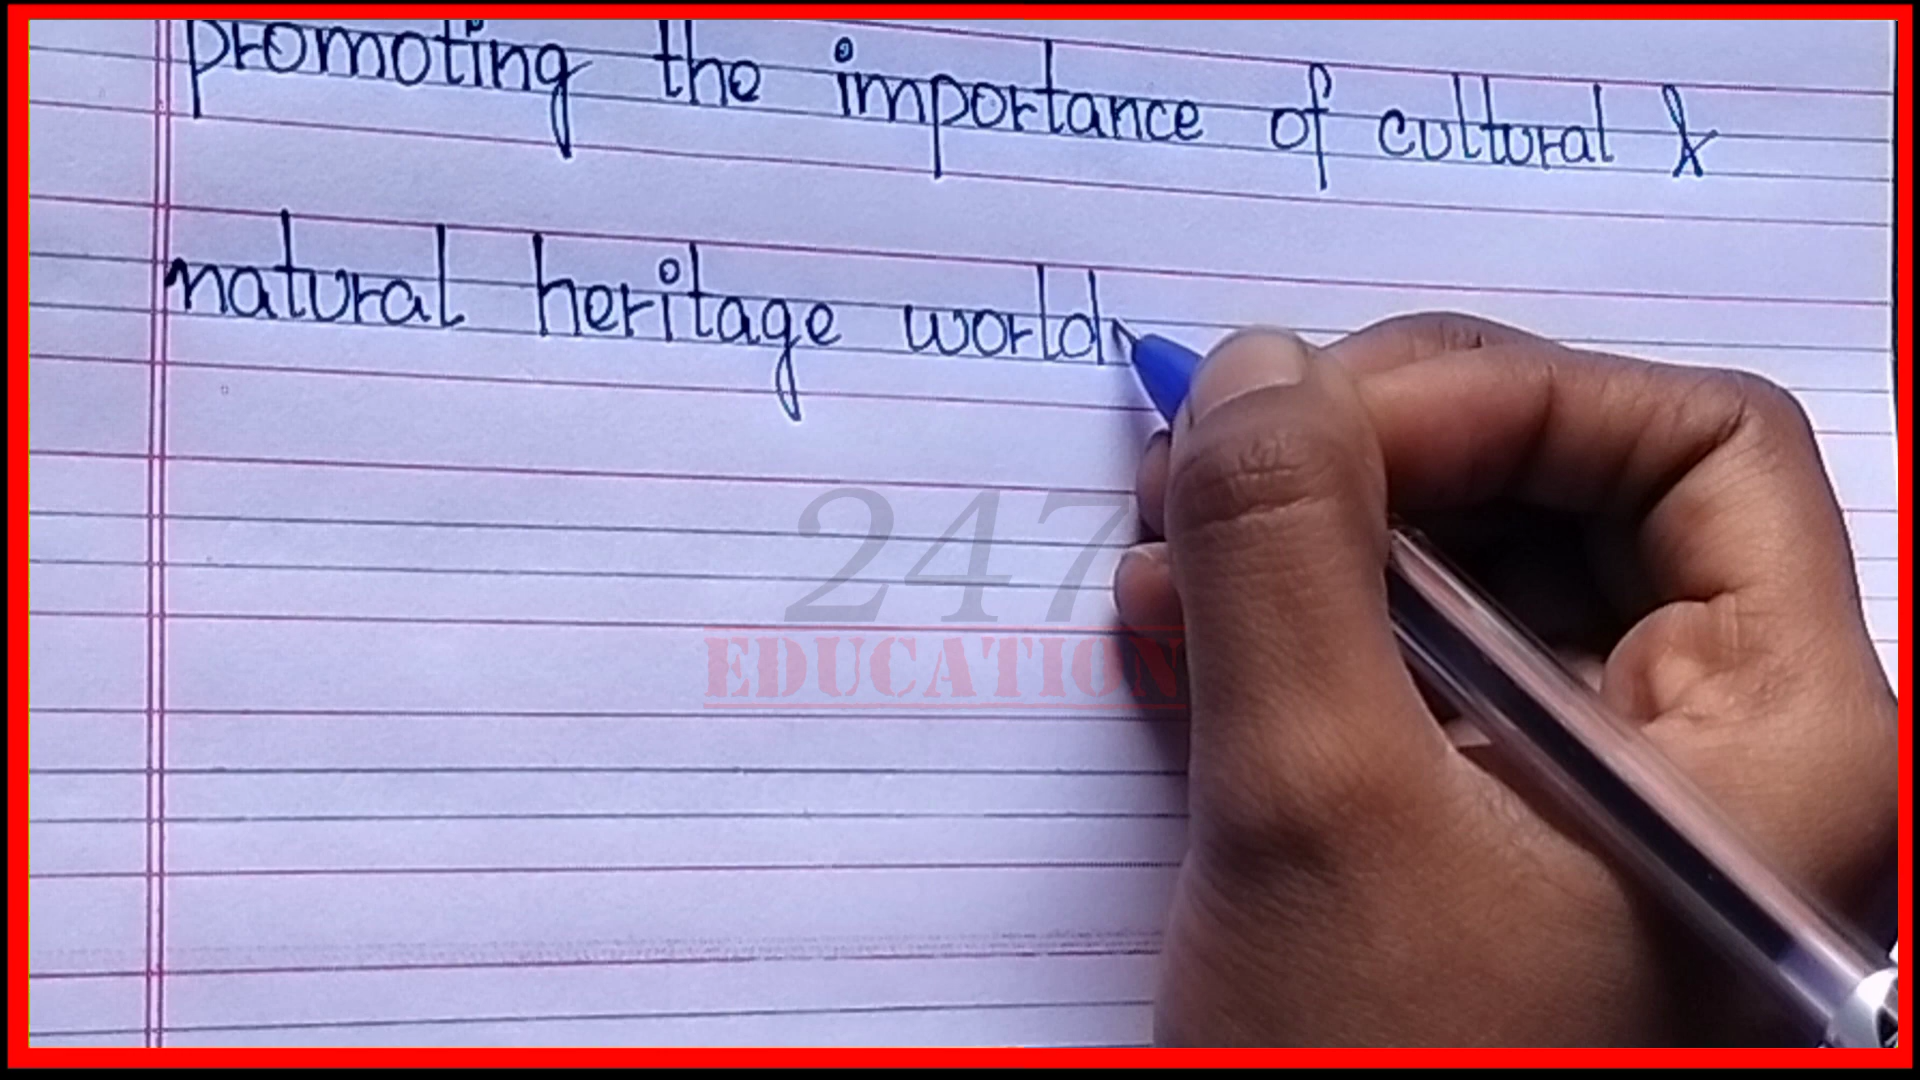 promoting the importance of cultural &
natural heritage world
247
EDUCATION